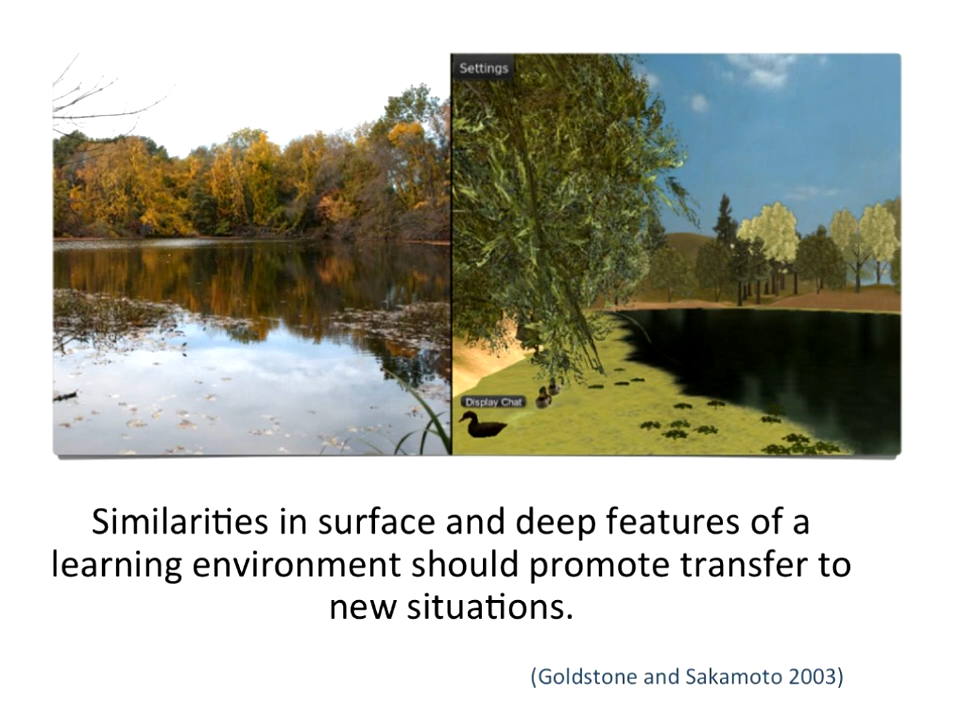 Settings
Display Chat
Similarities in surface and deep features of a
learning environment should promote transfer to
new situations.
(Goldstone and Sakamoto 2003)